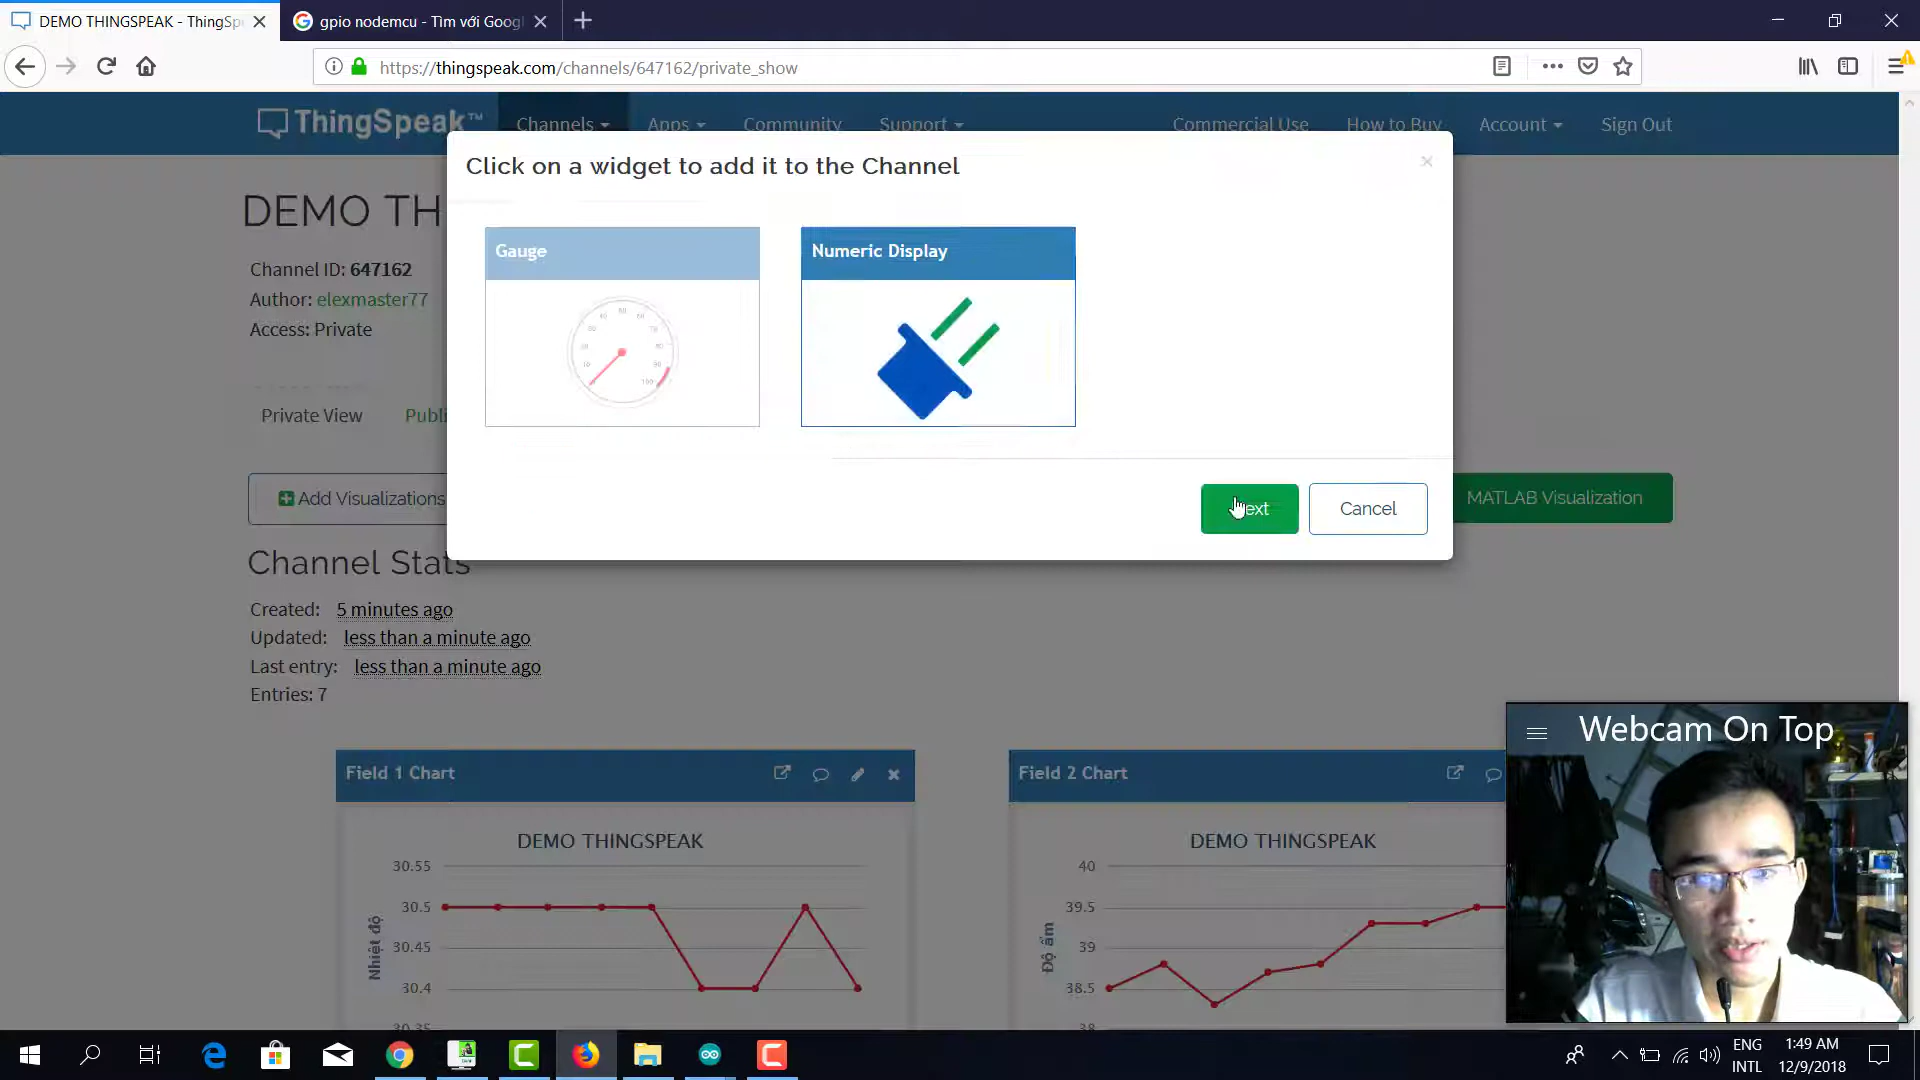 DEMO THINGSPEAK - ThingSpe
gpio nodemcu - Tìm với Googl
https://thingspeak.com/channels/647162/private_show
ThingSpeak™
Channels
Apps
Community
Support
Commercial Use
How to Buy
Account
Sign Out
Click on a widget to add it to the Channel
DEMO TH
Channel ID: 647162
Author: elexmaster77
Access: Private
Gauge
Numeric Display
Private View
Publi
Add Visualizations
Next
Cancel
MATLAB Visualization
Channel Stats
Created: 5 minutes ago
Updated: less than a minute ago
Last entry: less than a minute ago
Entries: 7
Webcam On Top
Field 1 Chart
Field 2 Chart
DEMO THINGSPEAK
30.55
30.5
30.45
30.4
30.35
Nhiệt độ
DEMO THINGSPEAK
40
39.5
39
38.5
38
Độ ẩm
ENG
INTL
1:49 AM
12/9/2018